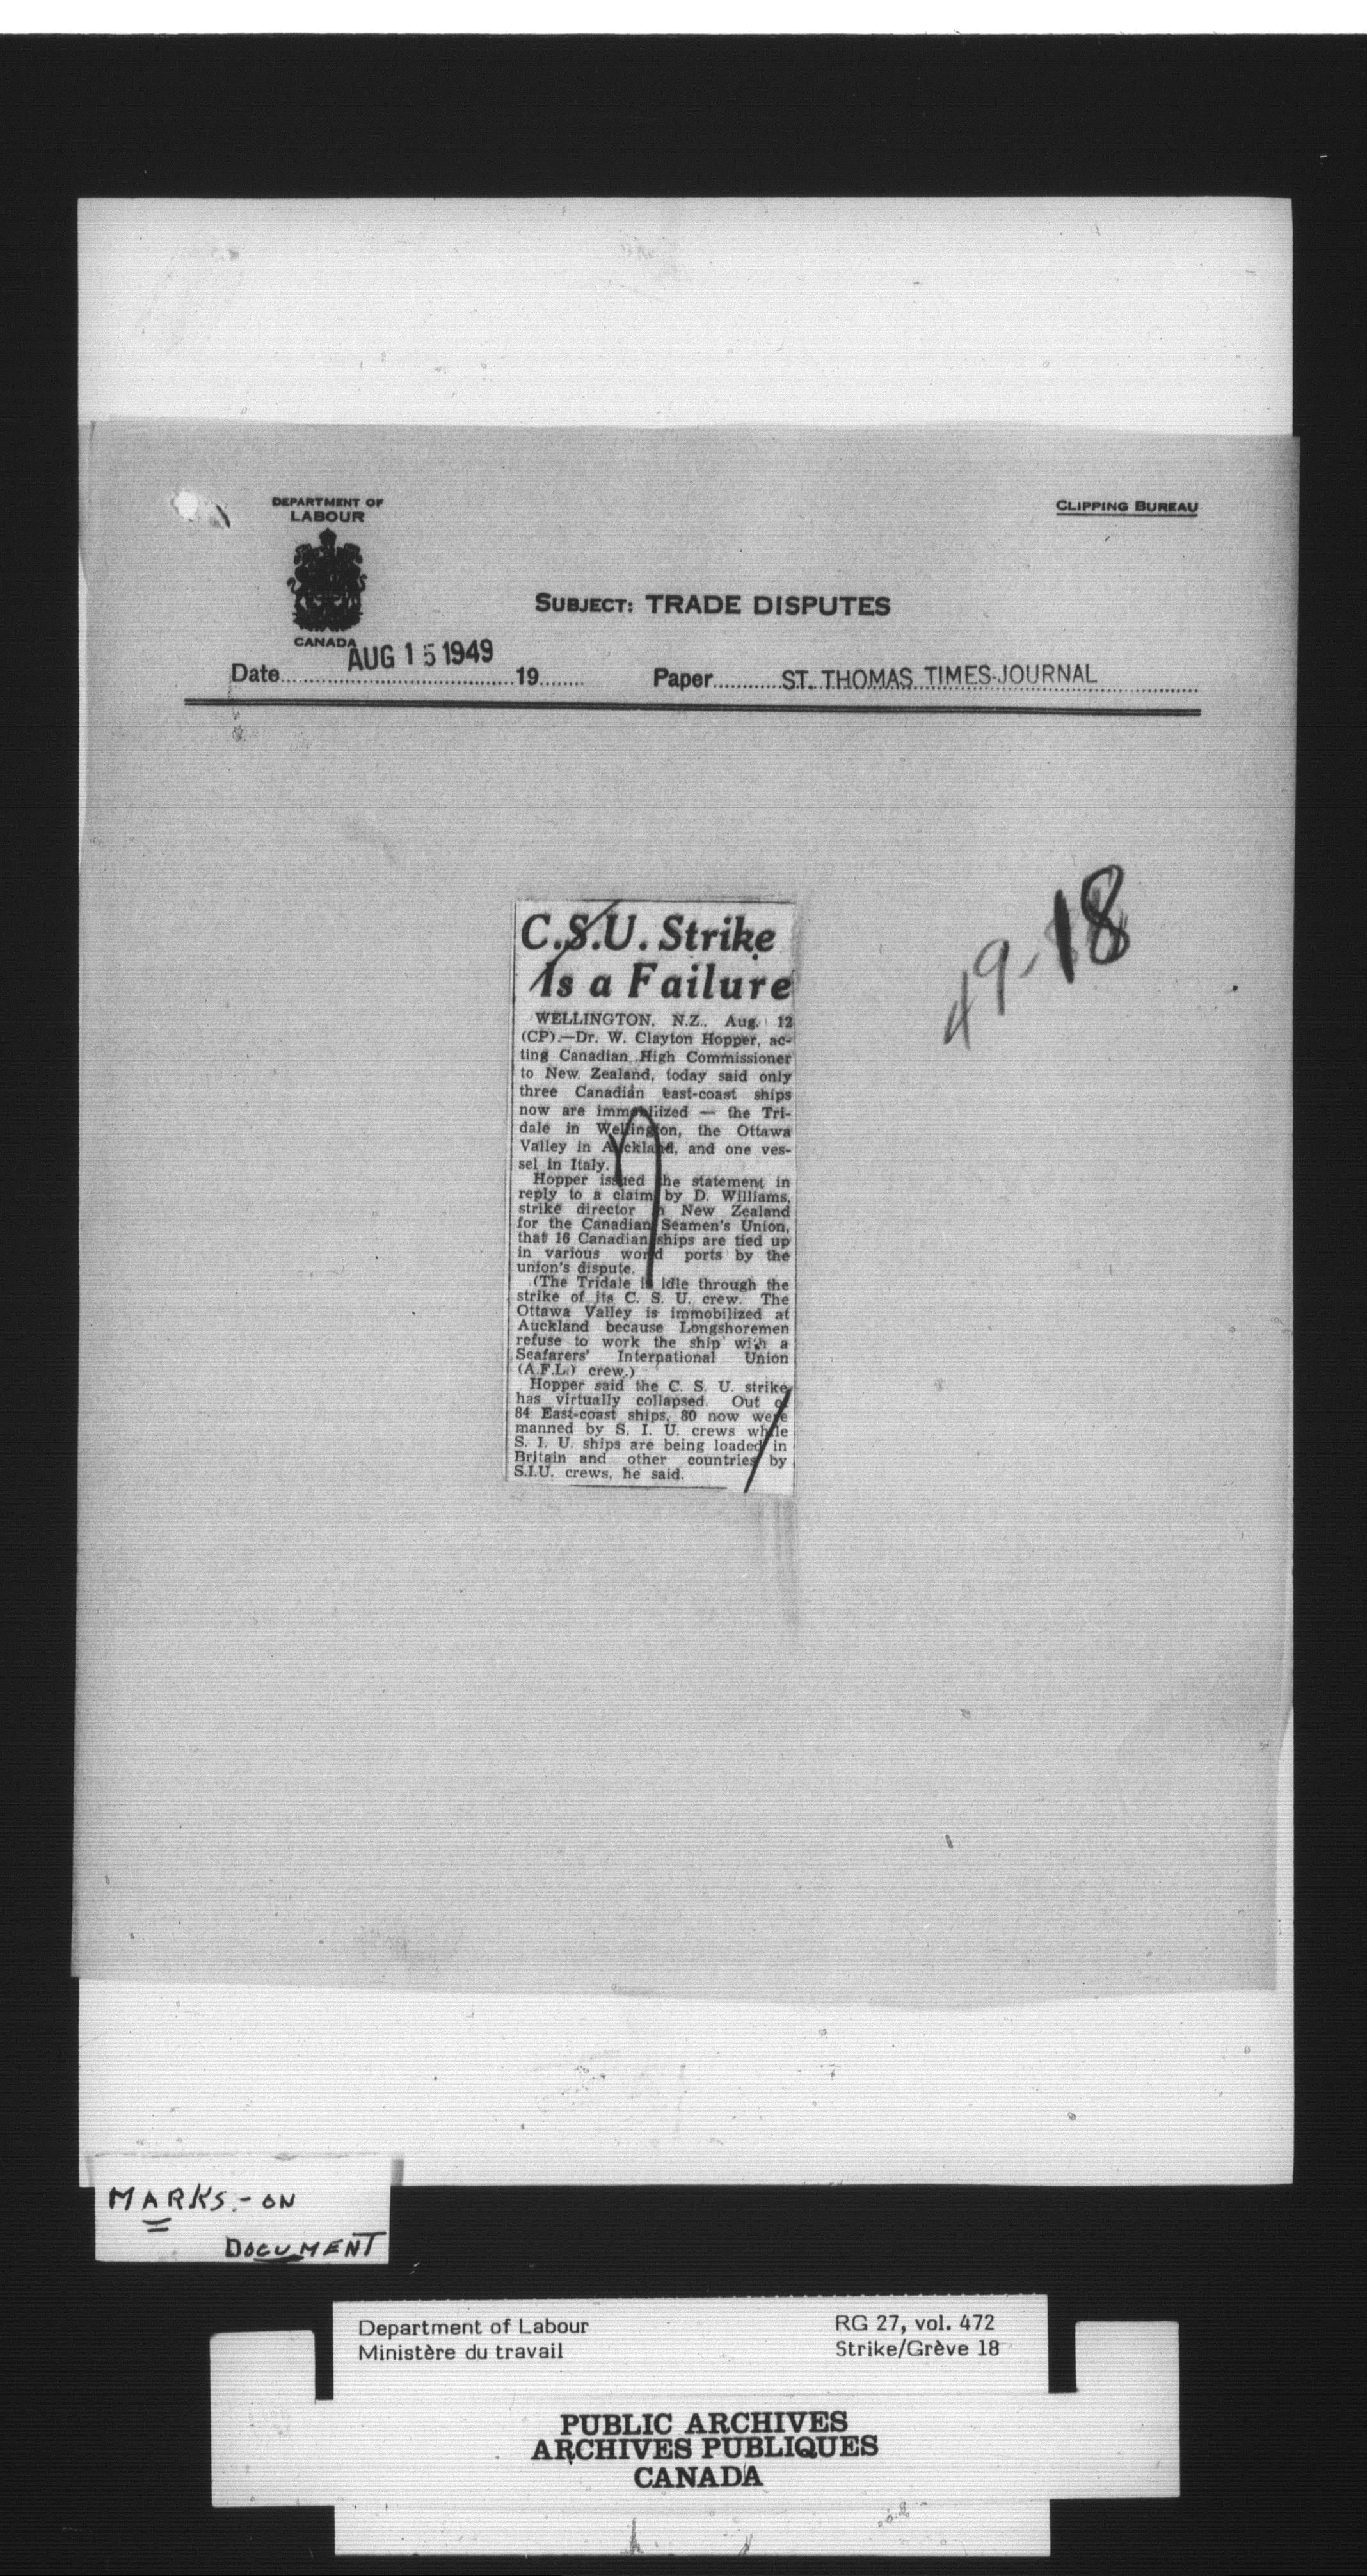 DEPARTMENT OF
LABOUR
CANADA
CLIPPING BUREAU
SUBJECT: TRADE DISPUTES
Date AUG 15 1949 19 Paper ST. THOMAS TIMES-JOURNAL
49-18
C.S.U. Strike
Is a Failure
WELLINGTON, N.Z., Aug. 12
(CP).—Dr. W. Clayton Hopper, ac-
ting Canadian High Commissioner
to New Zealand, today said only
three Canadian east-coast ships
now are immobilized — the Tri-
dale in Wellington, the Ottawa
Valley in Auckland, and one ves-
sel in Italy.
Hopper issued the statement in
reply to a claim by D. Williams,
strike director in New Zealand
for the Canadian Seamen's Union,
that 16 Canadian ships are tied up
in various world ports by the
union's dispute.
(The Tridale is idle through the
strike of its C. S. U. crew. The
Ottawa Valley is immobilized at
Auckland because Longshoremen
refuse to work the ship with a
Seafarers' International Union
(A.F.L.) crew.)
Hopper said the C. S. U. strike
has virtually collapsed. Out of
84 East-coast ships, 80 now were
manned by S. I. U. crews while
S. I. U. ships are being loaded in
Britain and other countries by
S.I.U. crews, he said.
MARKS - ON
DOCUMENT
Department of Labour
Ministère du travail
RG 27, vol. 472
Strike/Grève 18
PUBLIC ARCHIVES
ARCHIVES PUBLIQUES
CANADA